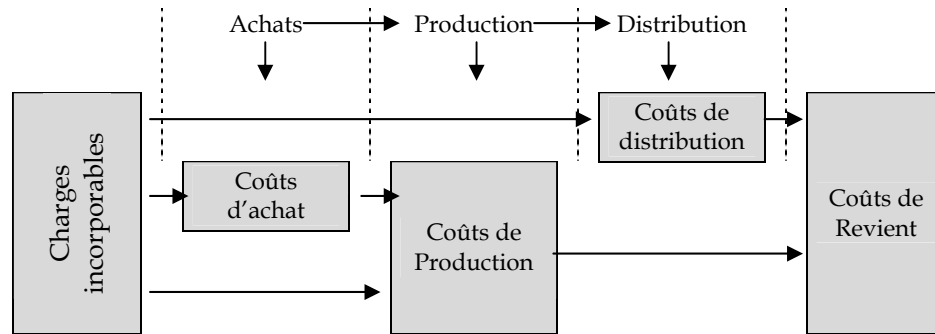 Achats
Production
Distribution
Charges
incorporables
Coûts de
distribution
Coûts
d’achat
Coûts de
Production
Coûts de
Revient